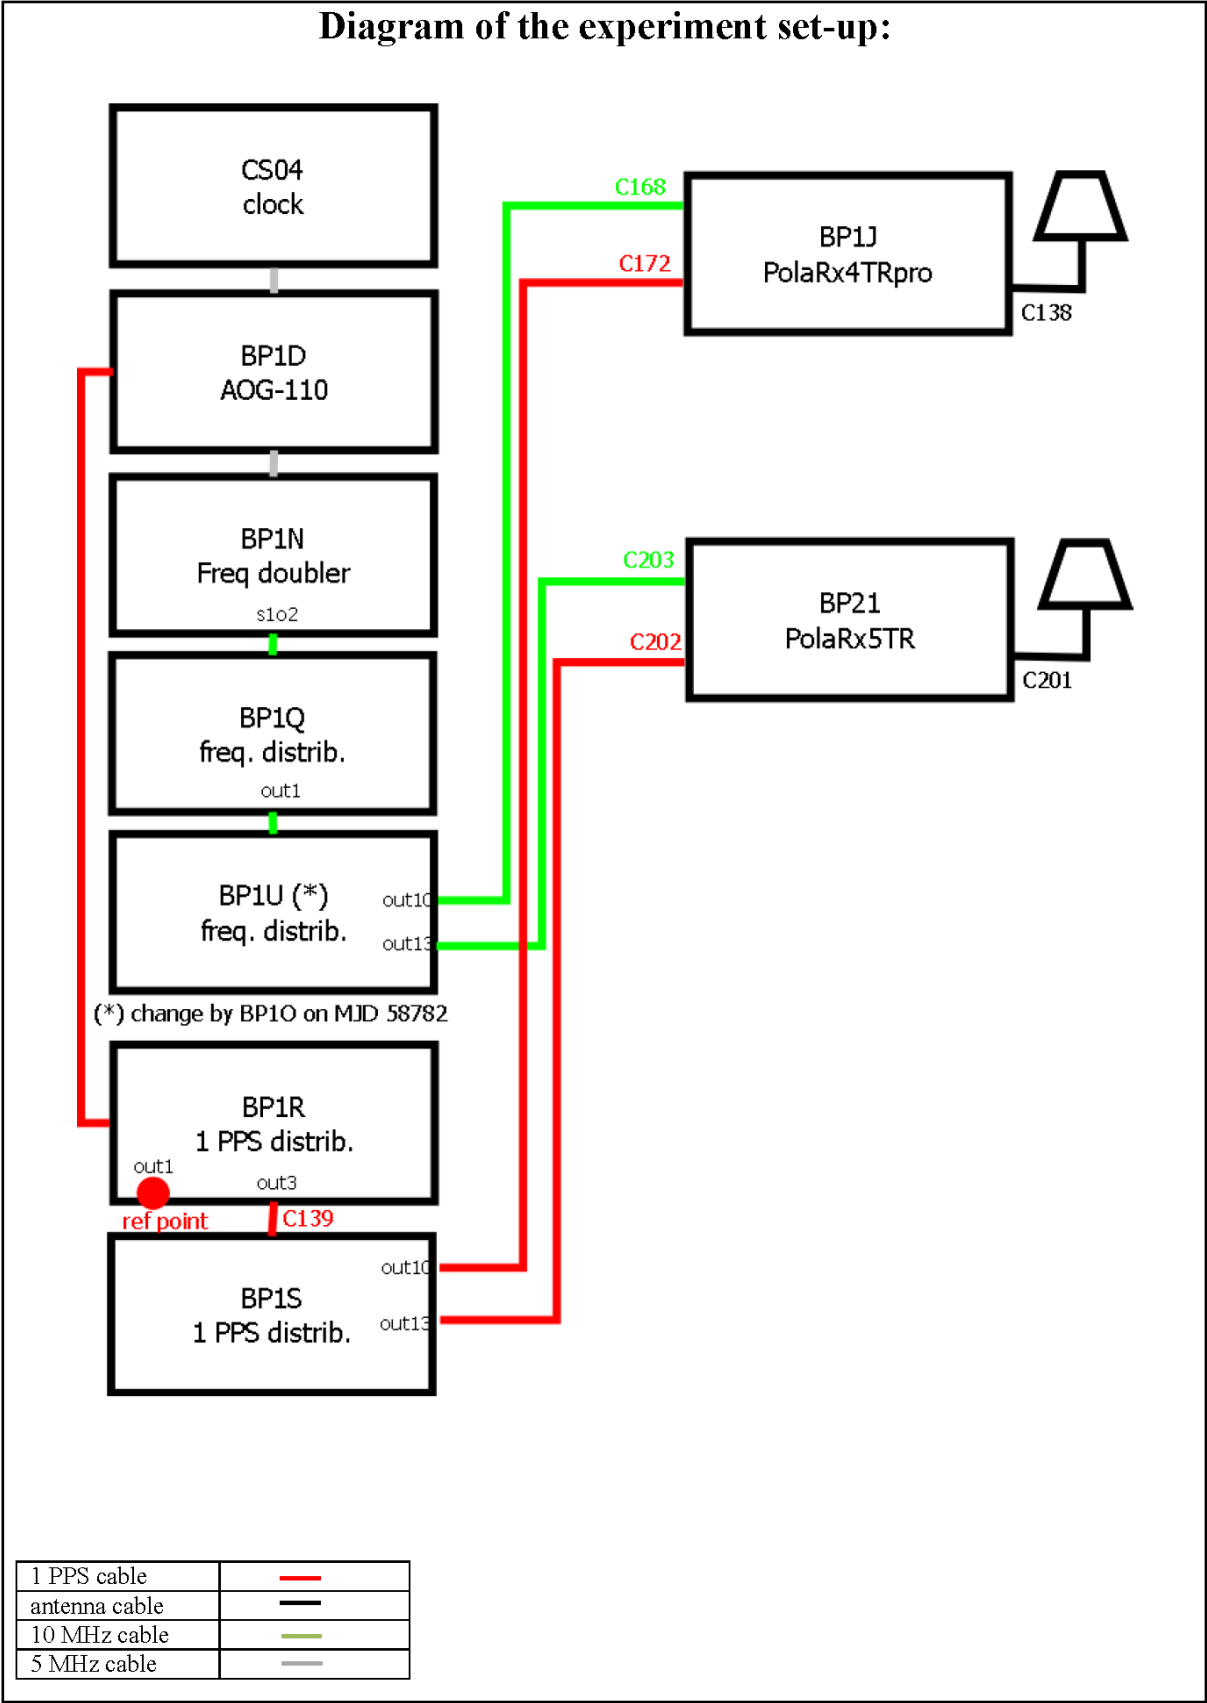 Diagram of the experiment set-up:
CS04
clock
BP1D
AOG-110
BP1N
Freq doubler
s1o2
BP1Q
freq. distrib.
out1
BP1U (*)
freq. distrib.
out10
out13
(*) change by BP1O on MJD 58782
BP1R
1 PPS distrib.
out1
out3
ref point
C139
BP1S
1 PPS distrib.
out10
out13
C168
C172
BP1J
PolaRx4TRpro
C138
C203
C202
BP21
PolaRx5TR
C201
1 PPS cable
antenna cable
10 MHz cable
5 MHz cable